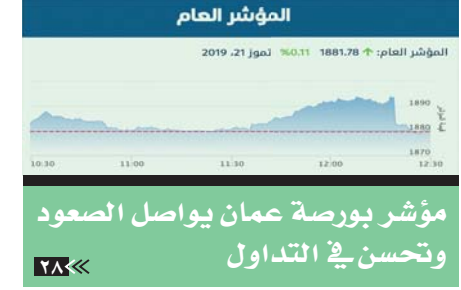 المؤشر العام
المؤشر العام: ↑ 1881.78 %0.11 تموز 21، 2019
1890
1880
1870
10:30 11:00 11:30 12:00 12:30
مؤشر بورصة عمان يواصل الصعود
وتحسن في التداول
٢٨